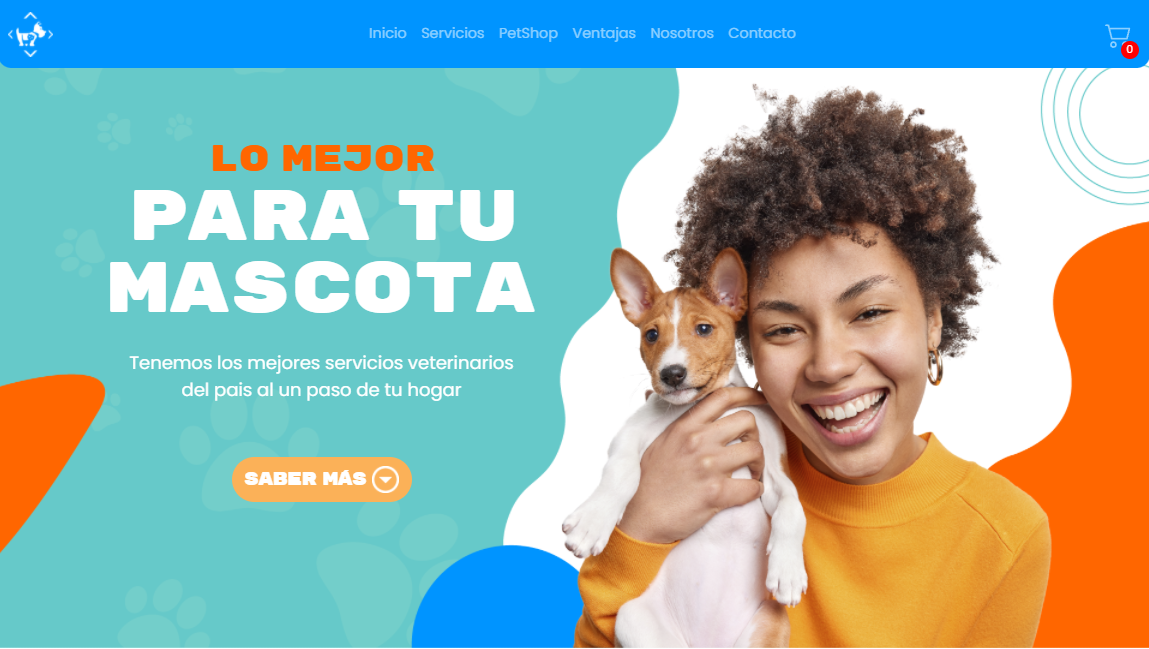 Inicio Servicios PetShop Ventajas Nosotros Contacto
0
LO MEJOR
PARA TU
MASCOTA
Tenemos los mejores servicios veterinarios
del pais al un paso de tu hogar
SABER MÁS